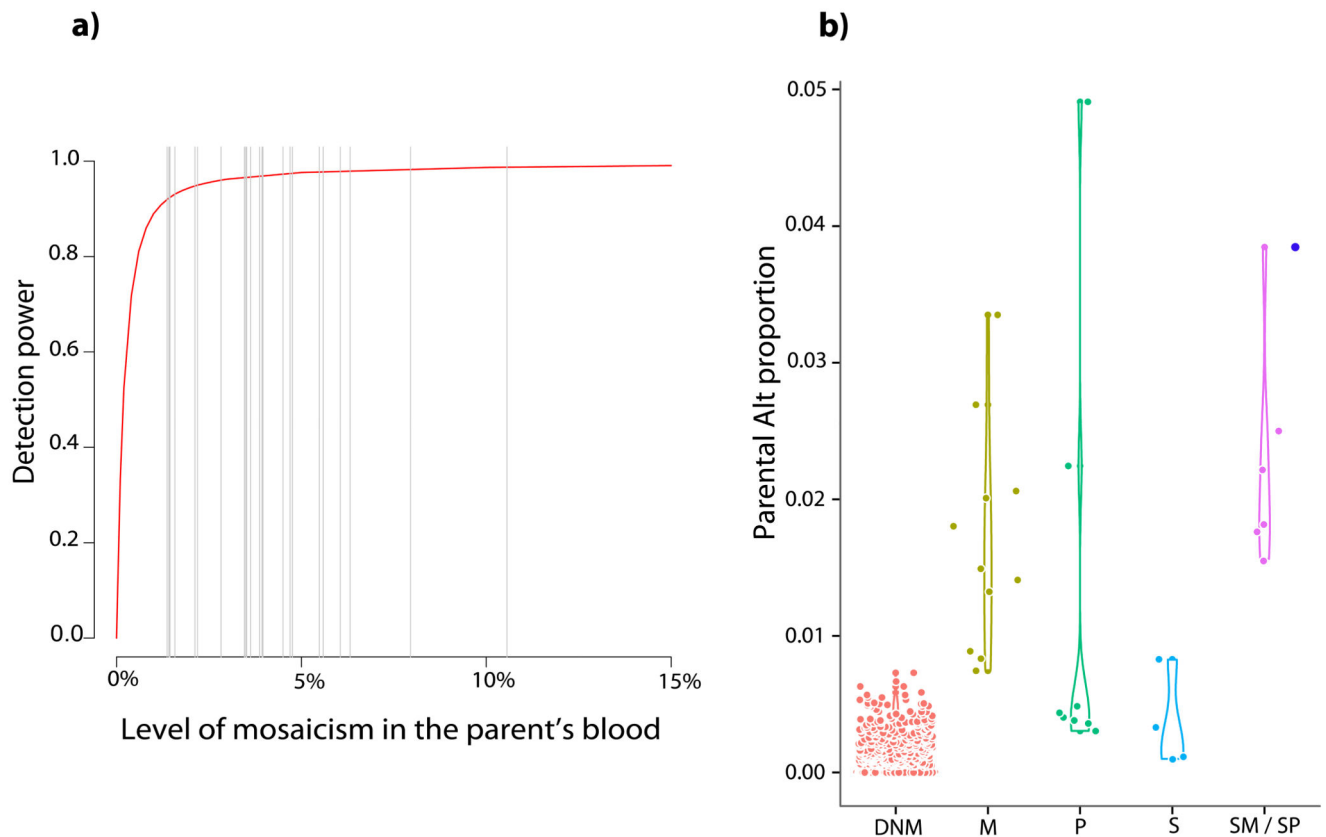 a)
1.0
0.8
0.6
0.4
0.2
0.0
Detection power
0%
5%
10%
15%
Level of mosaicism in the parent's blood
b)
0.05
0.04
0.03
0.02
0.01
0.00
Parental Alt proportion
DNM
M
P
S
SM / SP